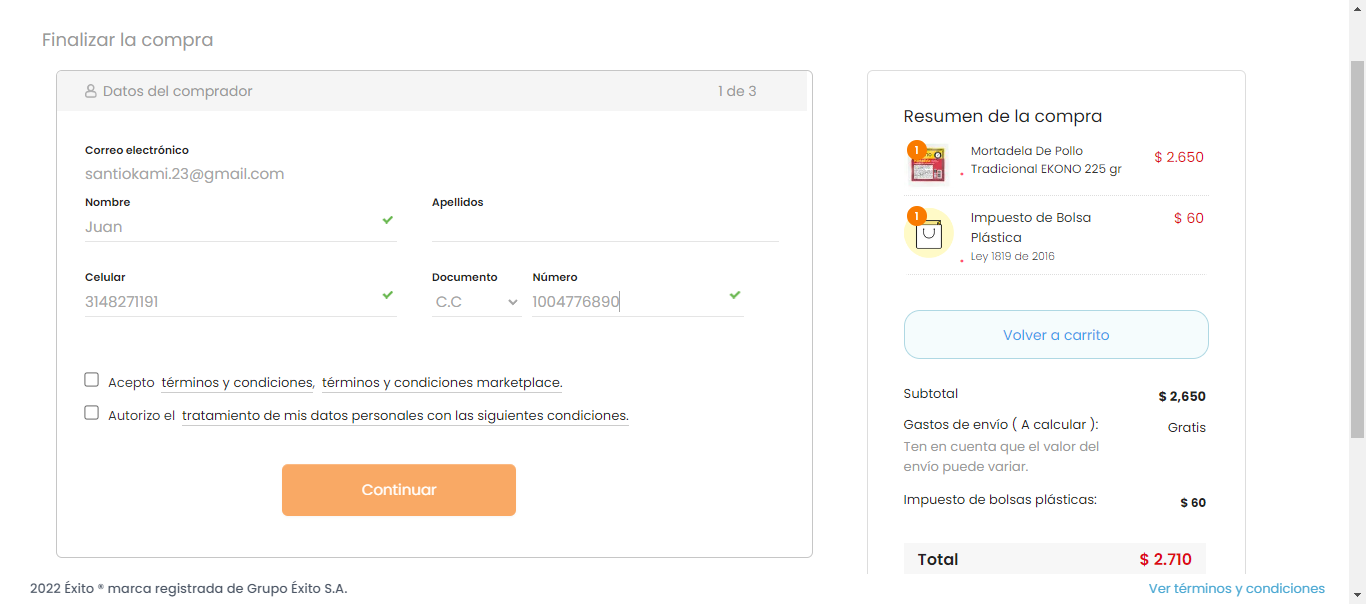 Finalizar la compra
Datos del comprador
1 de 3
Correo electrónico
santiokami.23@gmail.com
Nombre
Juan
Apellidos
Celular
3148271191
Documento
C.C
Número
1004776890
Acepto términos y condiciones, términos y condiciones marketplace.
Autorizo el tratamiento de mis datos personales con las siguientes condiciones.
Continuar
Resumen de la compra
1
Mortadela De Pollo
Tradicional EKONO 225 gr
$ 2.650
1
Impuesto de Bolsa
Plástica
Ley 1819 de 2016
$ 60
Volver a carrito
Subtotal
$ 2,650
Gastos de envío ( A calcular ):
Gratis
Ten en cuenta que el valor del
envío puede variar.
Impuesto de bolsas plásticas:
$ 60
Total
$ 2.710
2022 Éxito ® marca registrada de Grupo Éxito S.A.
Ver términos y condiciones